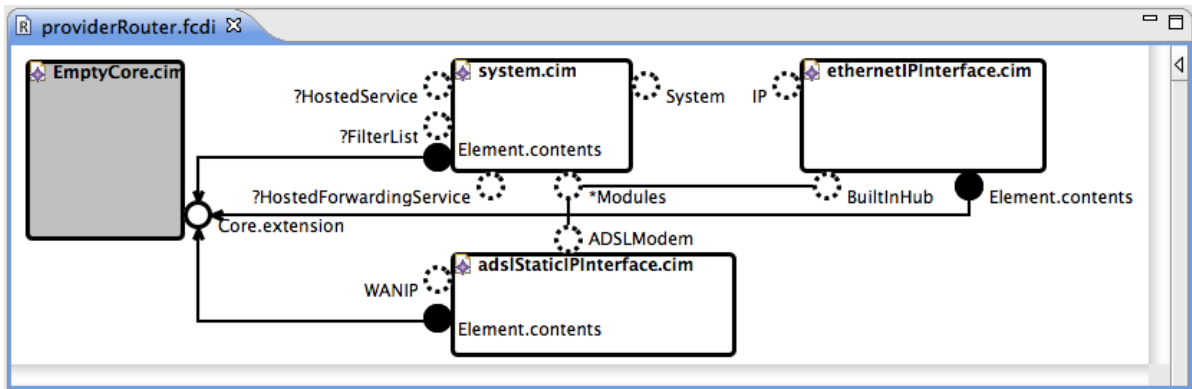 providerRouter.fcdi
EmptyCore.cim
system.cim
ethernetIPInterface.cim
?HostedService
System
IP
?FilterList
Element.contents
?HostedForwardingService
*Modules
BuiltInHub
Element.contents
Core.extension
ADSLModem
adslStaticIPInterface.cim
WANIP
Element.contents